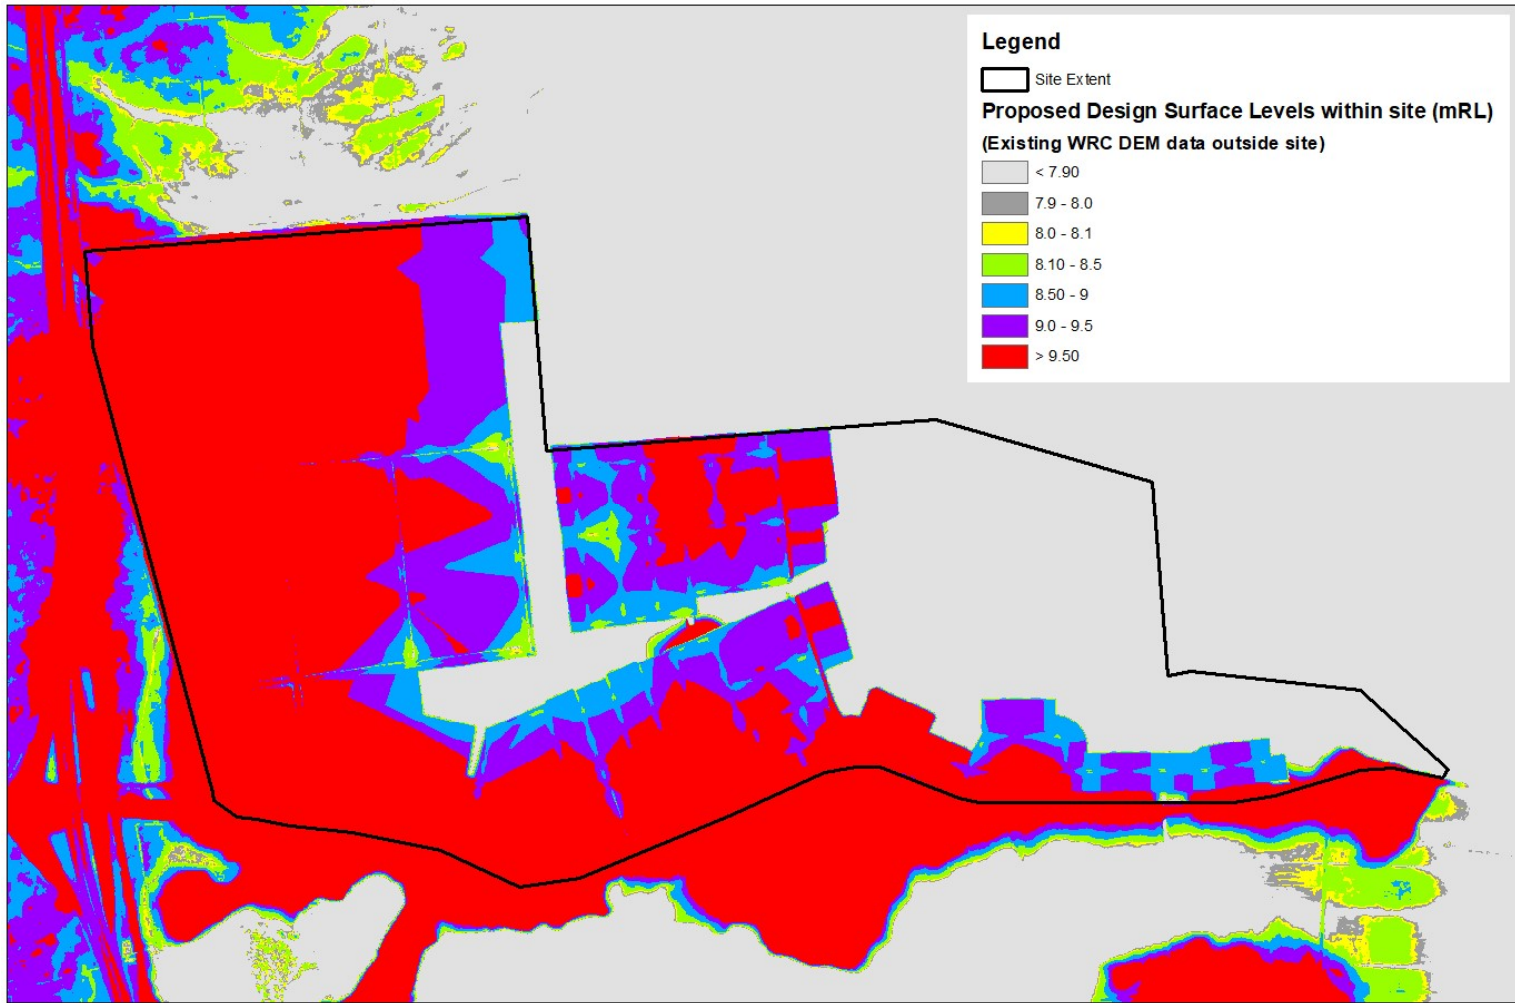 Legend
Site Extent
Proposed Design Surface Levels within site (mRL)
(Existing WRC DEM data outside site)
< 7.90
7.9 - 8.0
8.0 - 8.1
8.10 - 8.5
8.50 - 9
9.0 - 9.5
> 9.50